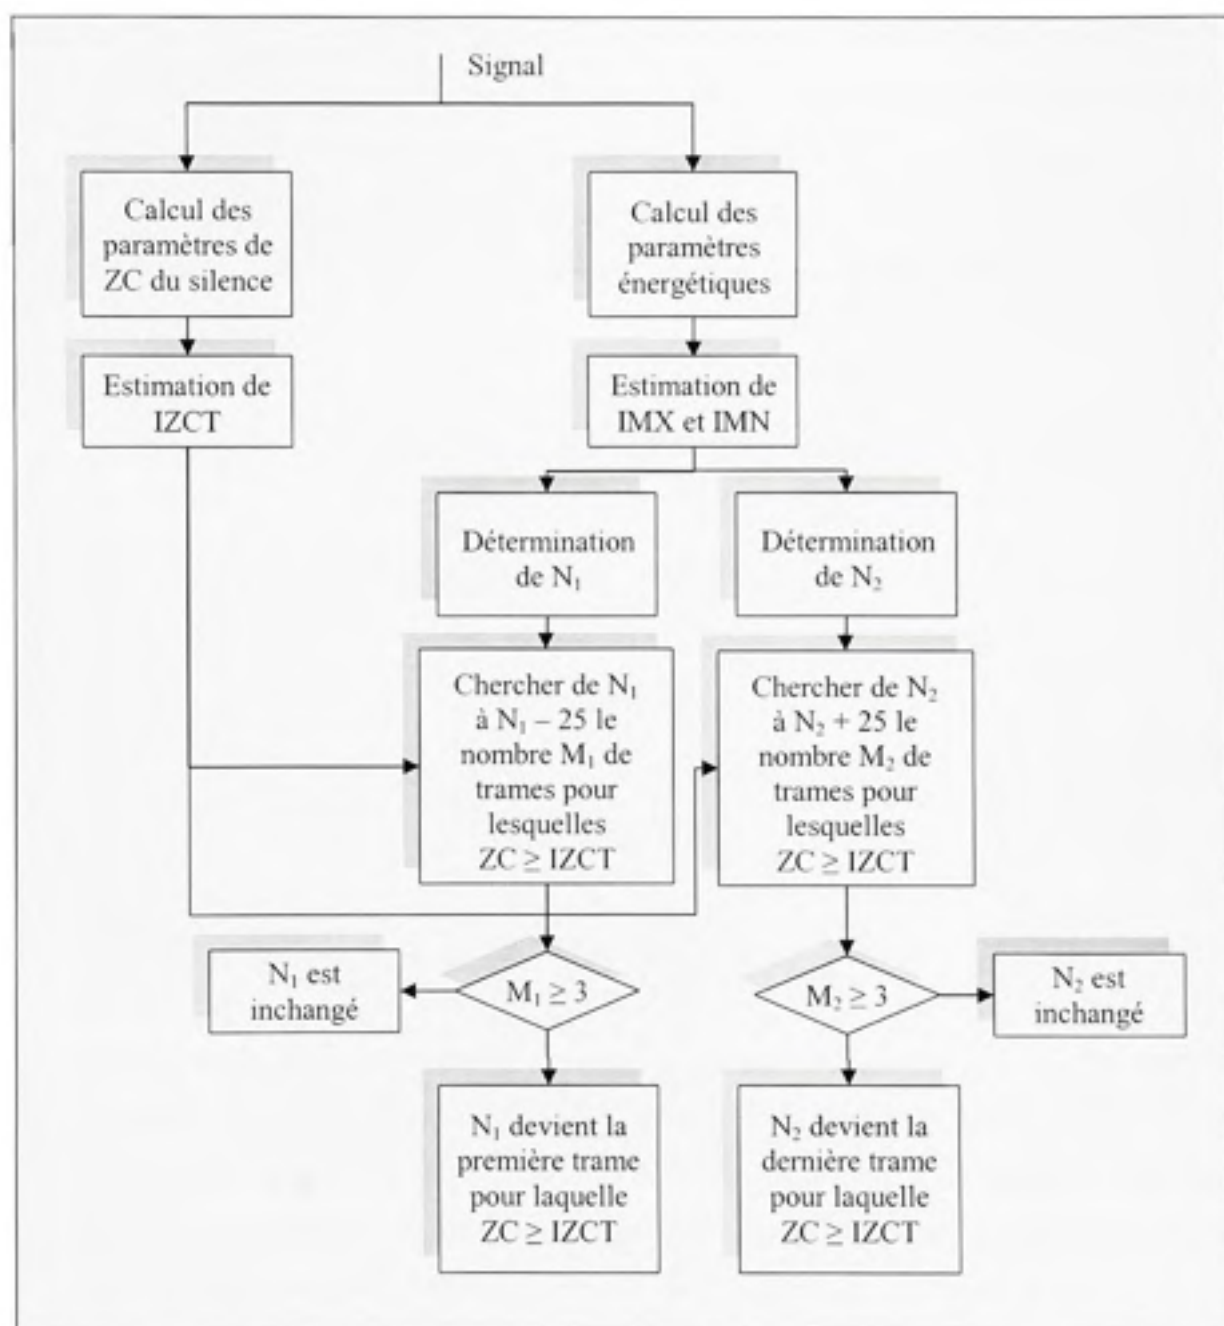 Signal
Calcul des
paramètres de
ZC du silence
Calcul des
paramètres
énergétiques
Estimation de
IZCT
Estimation de
IMX et IMN
Détermination
de N₁
Détermination
de N₂
Chercher de N₁
à N₁ – 25 le
nombre M₁ de
trames pour
lesquelles
ZC ≥ IZCT
Chercher de N₂
à N₂ + 25 le
nombre M₂ de
trames pour
lesquelles
ZC ≥ IZCT
N₁ est
inchangé
M₁ ≥ 3
M₂ ≥ 3
N₂ est
inchangé
N₁ devient la
première trame
pour laquelle
ZC ≥ IZCT
N₂ devient la
dernière trame
pour laquelle
ZC ≥ IZCT